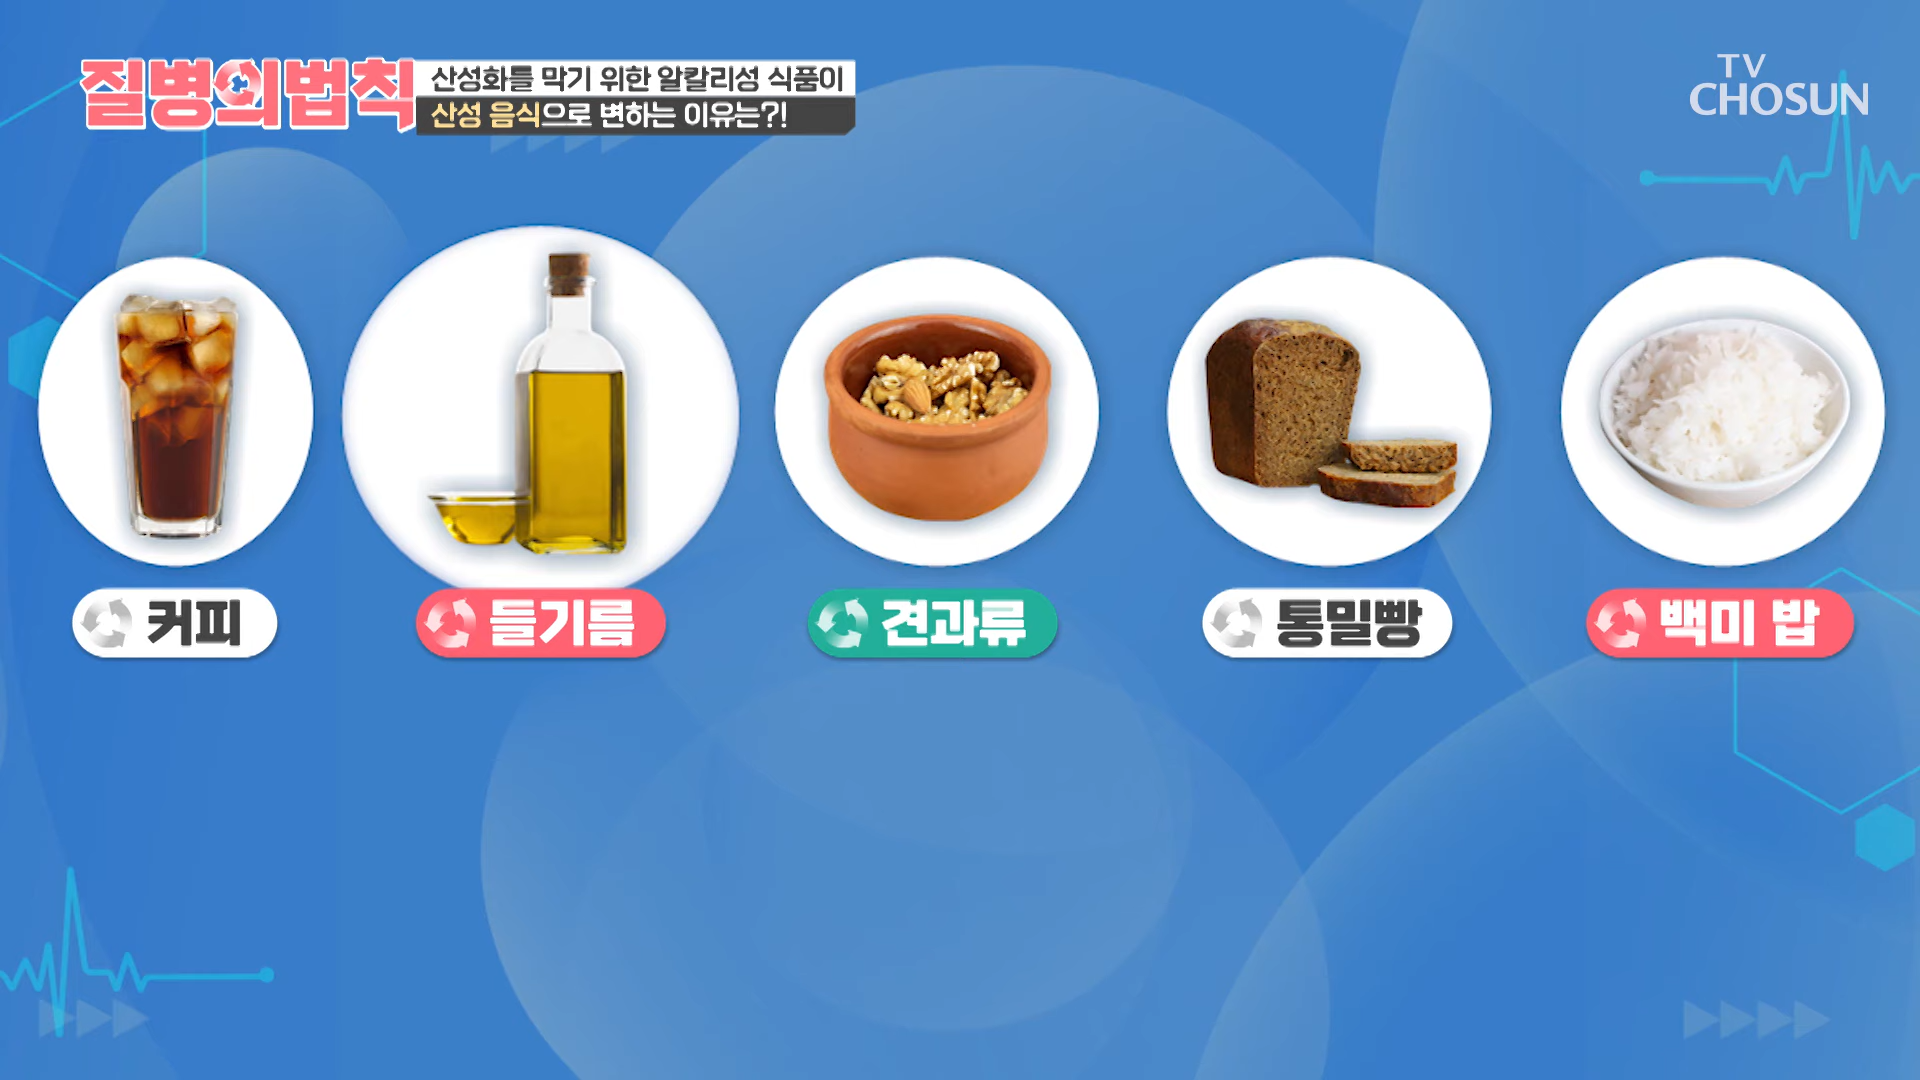 질병의법칙
산성화를 막기 위한 알칼리성 식품이
산성 음식으로 변하는 이유는?!
TV
CHOSUN
커피
들기름
견과류
통밀빵
백미 밥